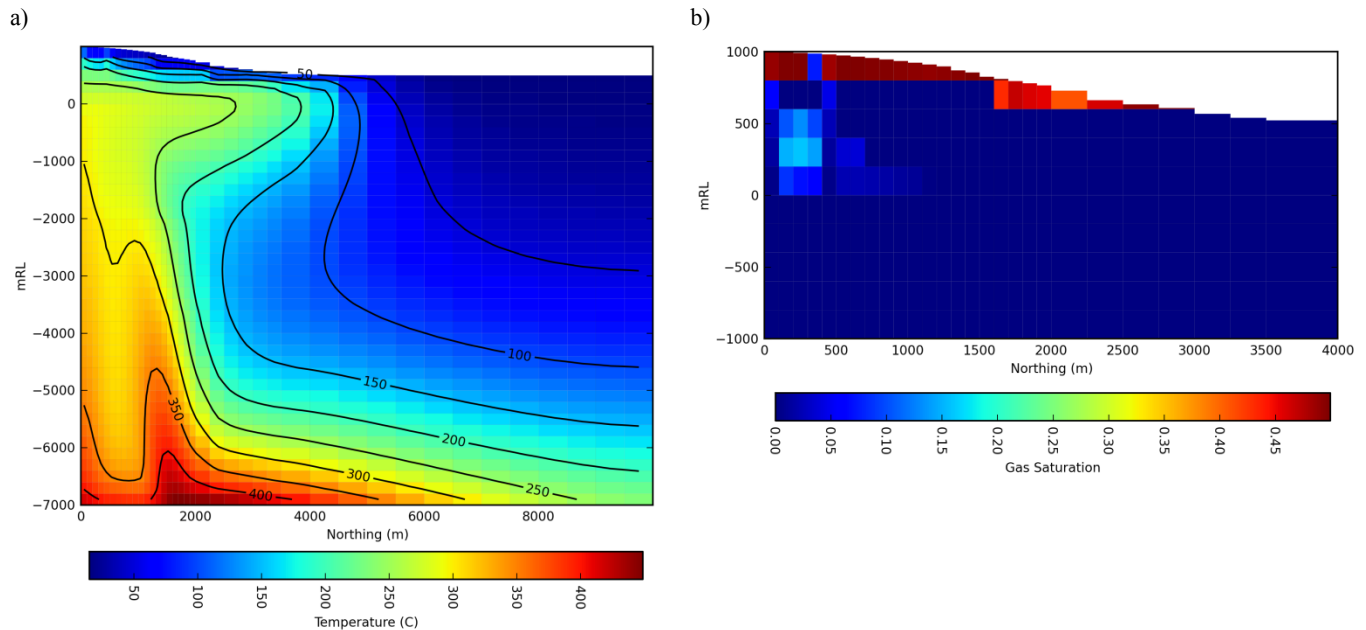 a)
b)
0
−1000
−2000
−3000
−4000
−5000
−6000
−7000
mRL
50
100
150
200
250
300
350
400
0 2000 4000 6000 8000
Northing (m)
50 100 150 200 250 300 350 400
Temperature (C)
1000
500
0
−500
−1000
mRL
0 500 1000 1500 2000 2500 3000 3500 4000
Northing (m)
0.00 0.05 0.10 0.15 0.20 0.25 0.30 0.35 0.40 0.45
Gas Saturation